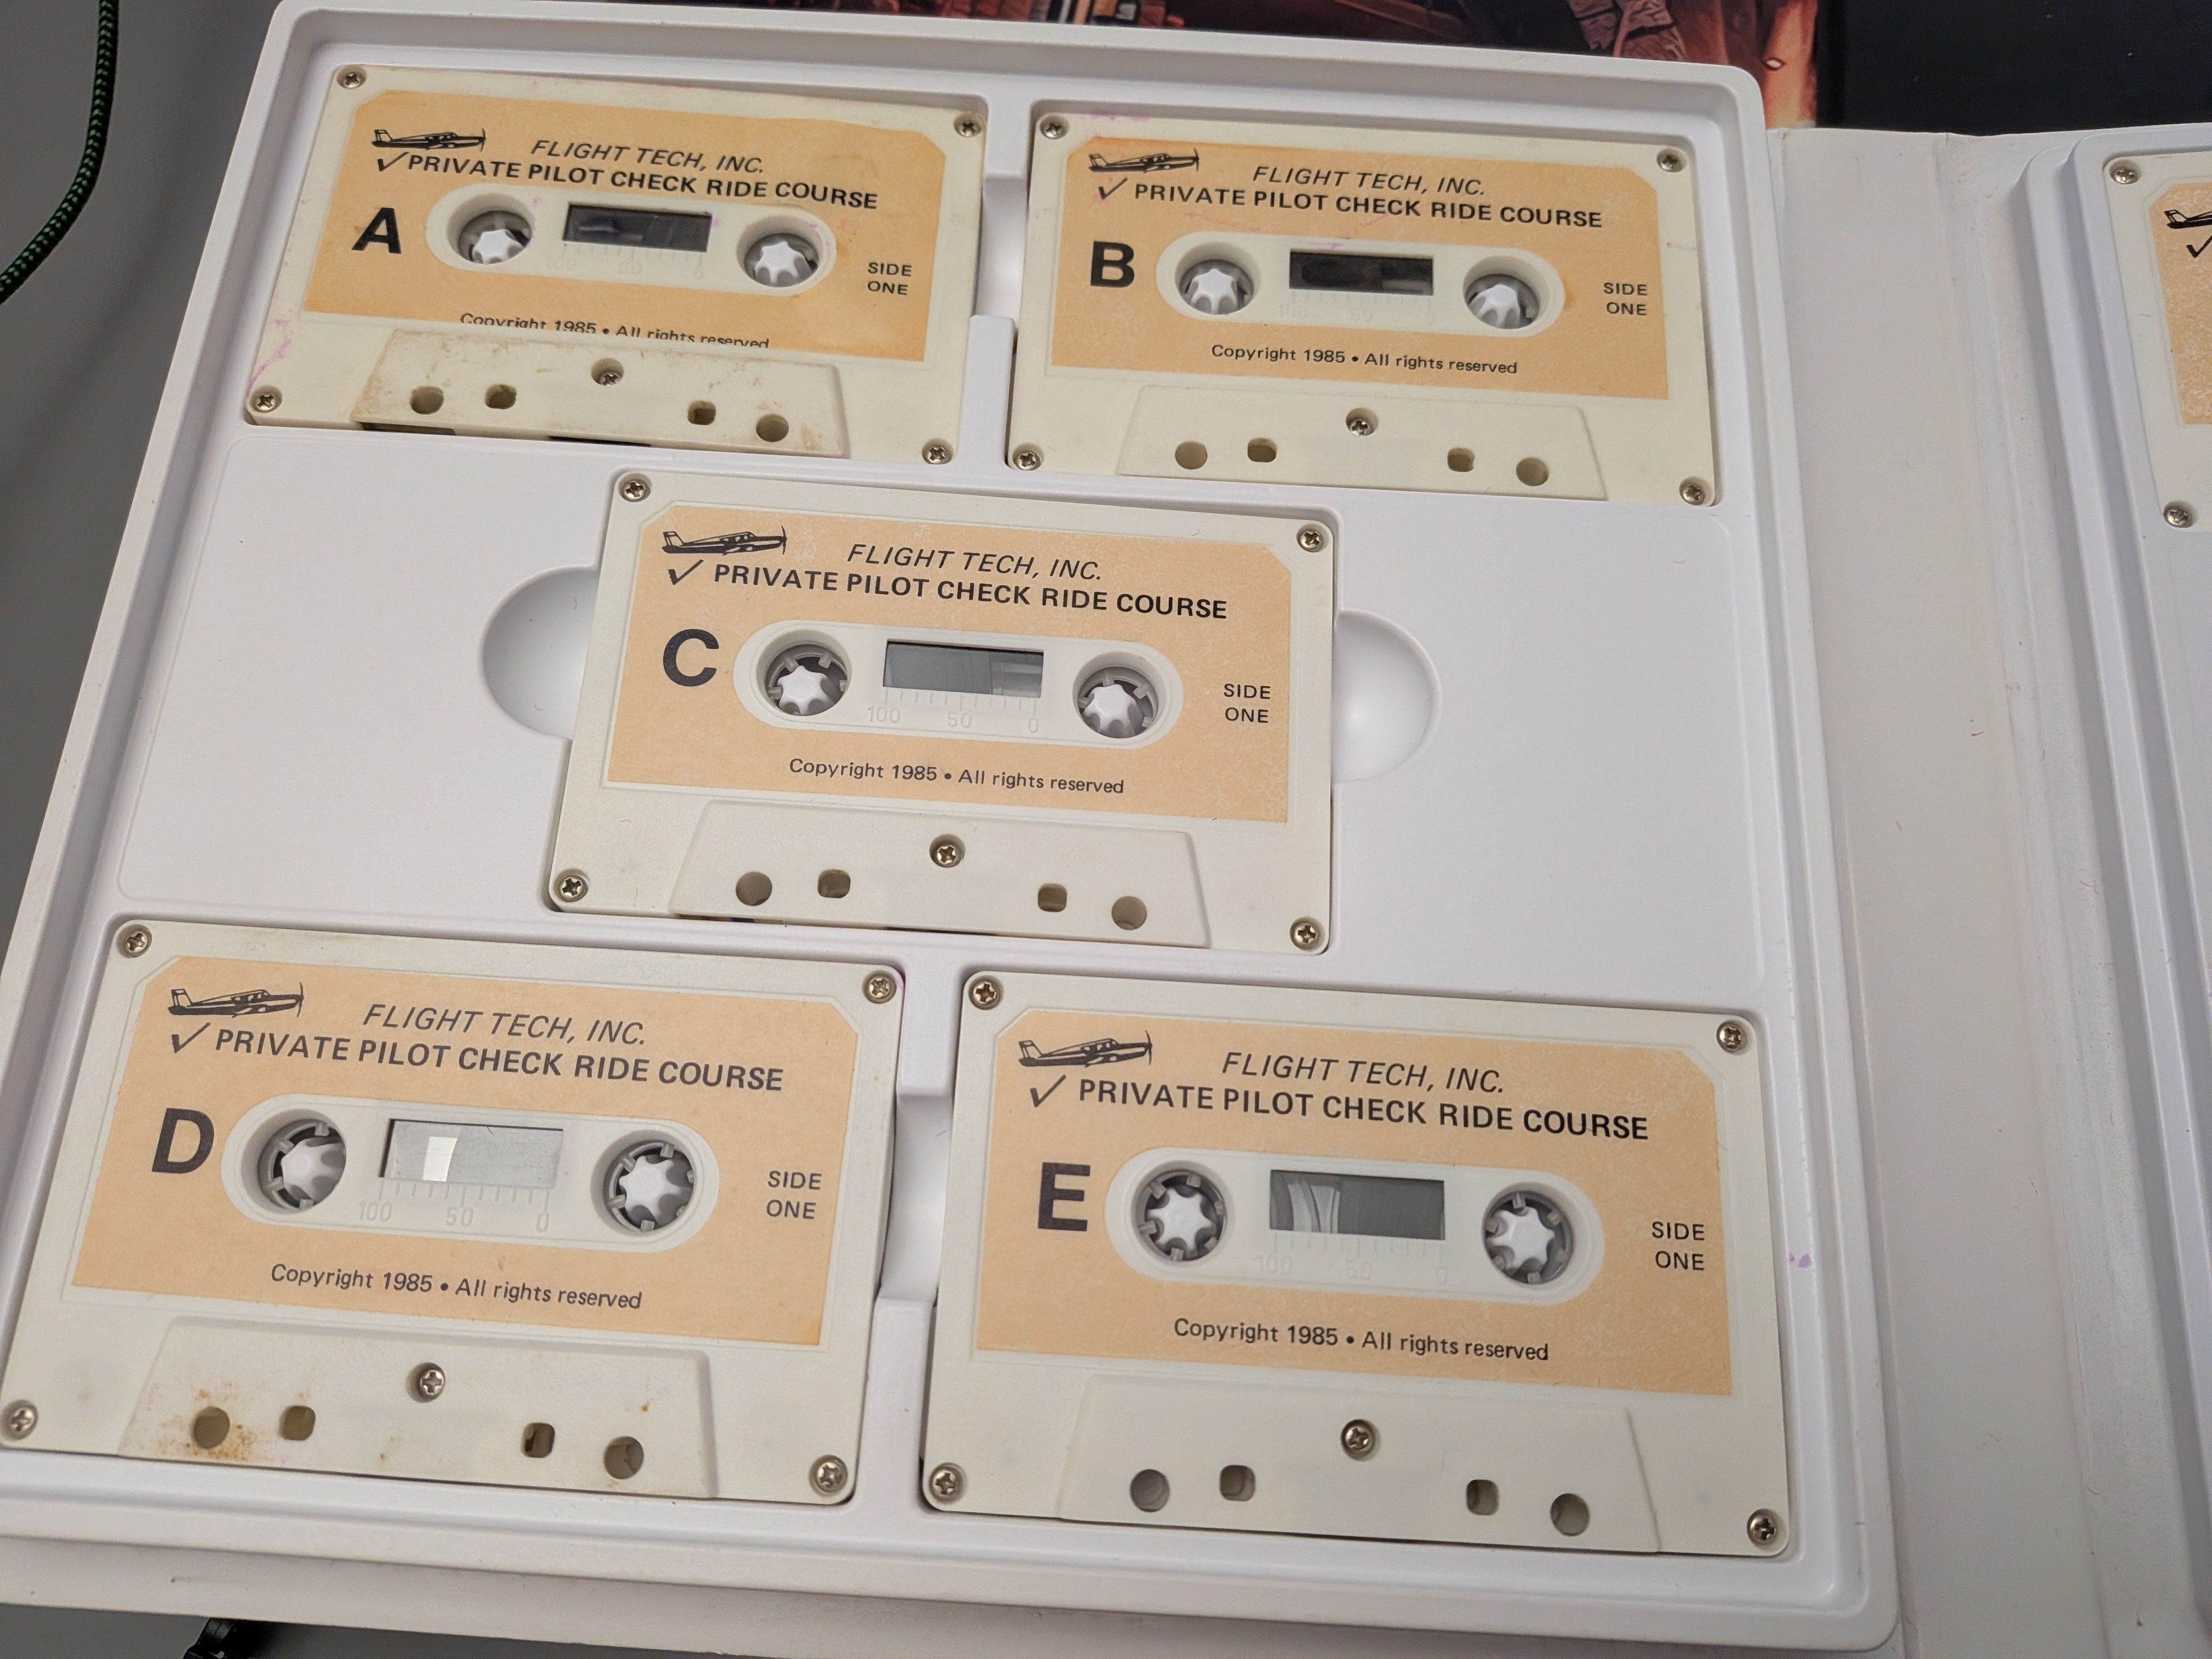 FLIGHT TECH, INC.
✓PRIVATE PILOT CHECK RIDE COURSE
A
SIDE
ONE
Copyright 1985 • All rights reserved
FLIGHT TECH, INC.
✓ PRIVATE PILOT CHECK RIDE COURSE
B
100 50 0
SIDE
ONE
Copyright 1985 • All rights reserved
FLIGHT TECH, INC.
✓ PRIVATE PILOT CHECK RIDE COURSE
C
100 50 0
SIDE
ONE
Copyright 1985 • All rights reserved
FLIGHT TECH, INC.
✓ PRIVATE PILOT CHECK RIDE COURSE
D
100 50 0
SIDE
ONE
Copyright 1985 • All rights reserved
FLIGHT TECH, INC.
✓ PRIVATE PILOT CHECK RIDE COURSE
E
100 50 0
SIDE
ONE
Copyright 1985 • All rights reserved